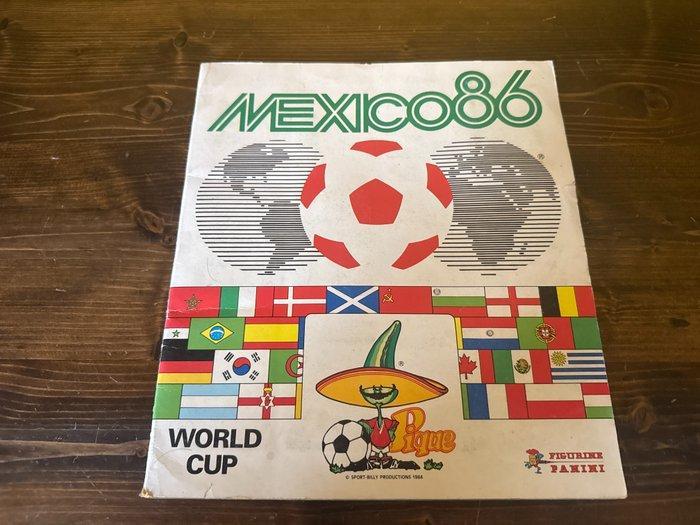 MEXICO86
®
®
Pique
WORLD
CUP
FIGURINE
PANINI
© SPORT-BILLY PRODUCTIONS 1984